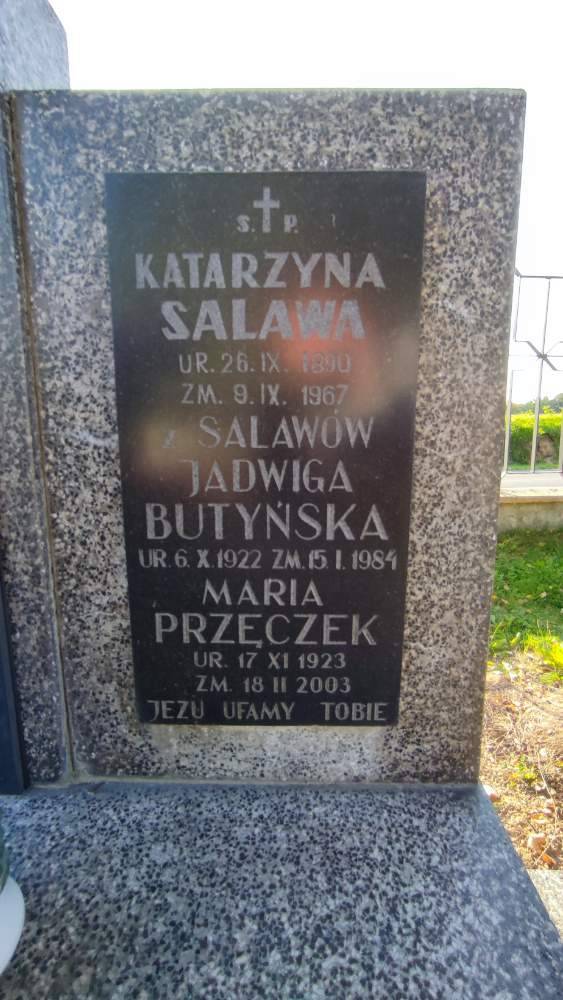 Ś. P.
KATARZYNA
SALAWA
UR. 26. IX. 1890
ZM. 9. IX. 1967
z SALAWÓW
JADWIGA
BUTYŃSKA
UR. 6. X. 1922 ZM. 15. I. 1984
MARIA
PRZĘCZEK
UR. 17 XI 1923
ZM. 18 II 2003
JEZU UFAMY TOBIE